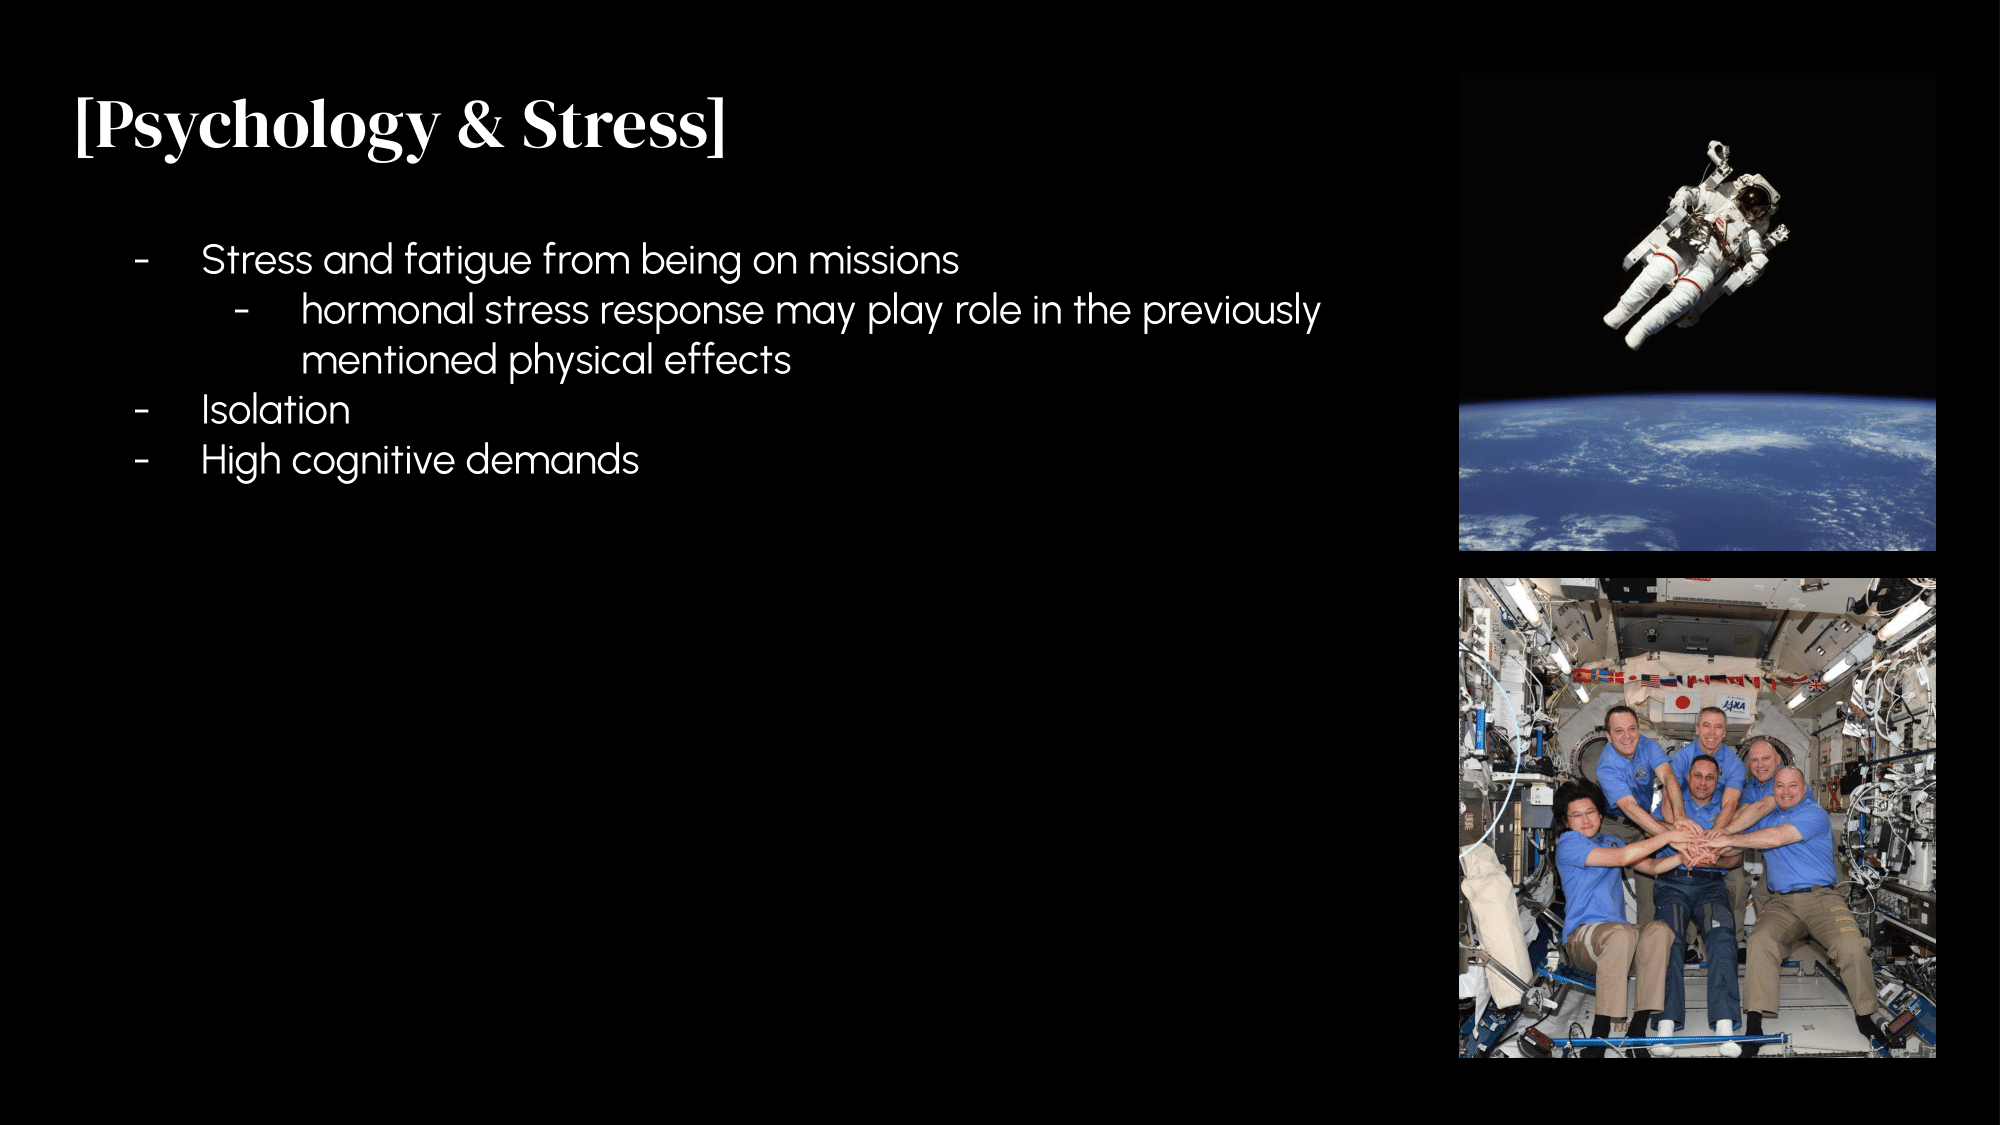 [Psychology & Stress]
- Stress and fatigue from being on missions
- hormonal stress response may play role in the previously
mentioned physical effects
- Isolation
- High cognitive demands
JAXA